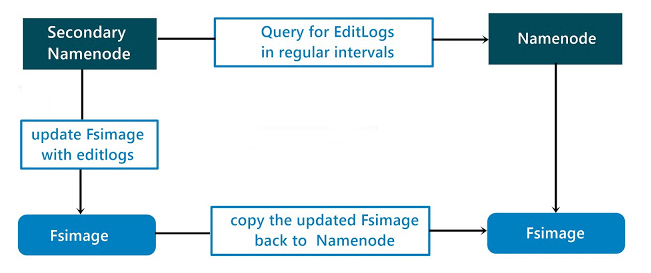 Secondary
Namenode
Query for EditLogs
in regular intervals
Namenode
update Fsimage
with editlogs
Fsimage
copy the updated Fsimage
back to Namenode
Fsimage